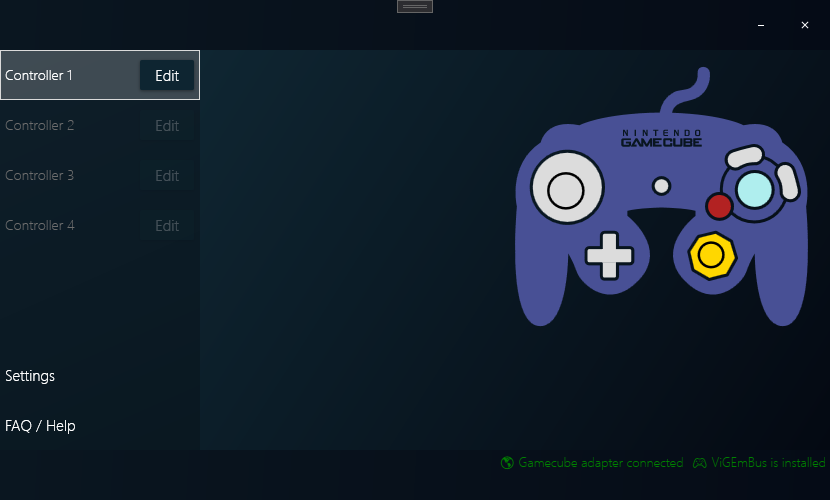 Controller 1 Edit
Controller 2 Edit
Controller 3 Edit
Controller 4 Edit
Settings
FAQ / Help
NINTENDO
GAMECUBE
Gamecube adapter connected ViGEmBus is installed